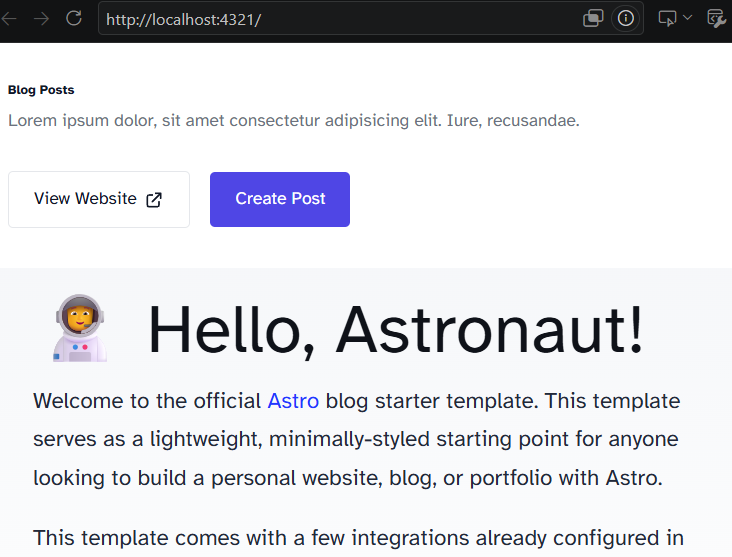 http://localhost:4321/
Blog Posts
Lorem ipsum dolor, sit amet consectetur adipisicing elit. Iure, recusandae.
View Website
Create Post
Hello, Astronaut!
Welcome to the official Astro blog starter template. This template
serves as a lightweight, minimally-styled starting point for anyone
looking to build a personal website, blog, or portfolio with Astro.
This template comes with a few integrations already configured in